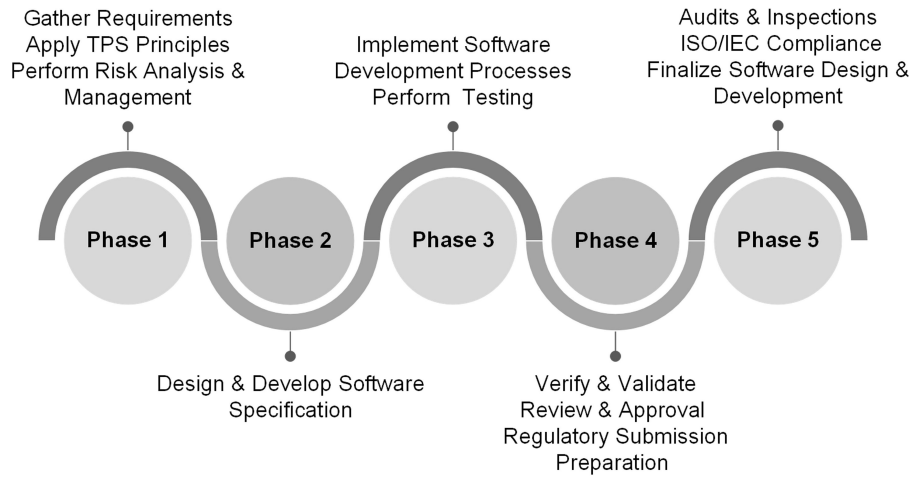 Gather Requirements
Apply TPS Principles
Perform Risk Analysis &
Management
Implement Software
Development Processes
Perform Testing
Audits & Inspections
ISO/IEC Compliance
Finalize Software Design &
Development
Phase 1
Phase 2
Phase 3
Phase 4
Phase 5
Design & Develop Software
Specification
Verify & Validate
Review & Approval
Regulatory Submission
Preparation